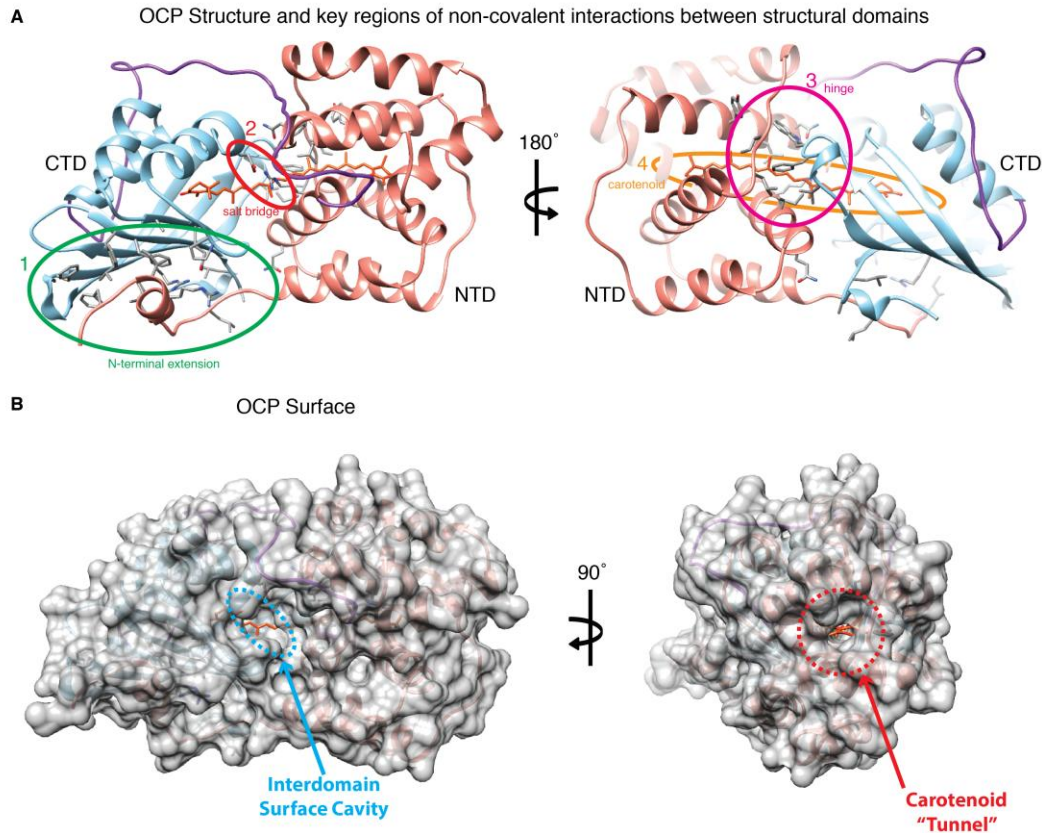 A
OCP Structure and key regions of non-covalent interactions between structural domains
CTD
2
salt bridge
1
N-terminal extension
NTD
180°
3 hinge
4
carotenoid
CTD
NTD
B
OCP Surface
90°
Interdomain
Surface Cavity
Carotenoid
“Tunnel”